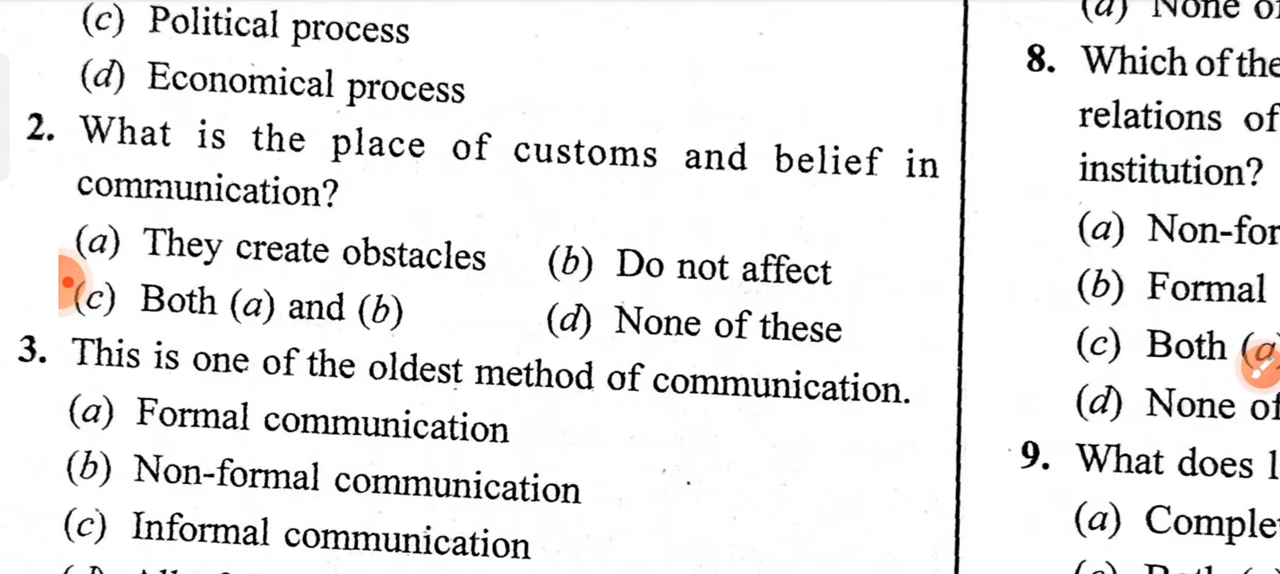 (c) Political process
(d) Economical process
2. What is the place of customs and belief in
communication?
(a) They create obstacles (b) Do not affect
(c) Both (a) and (b) (d) None of these
3. This is one of the oldest method of communication.
(a) Formal communication
(b) Non-formal communication
(c) Informal communication
None
8. Which of the
relations of
institution?
(a) Non-for
(b) Formal
(c) Both (a
(d) None of
9. What does
(a) Comple